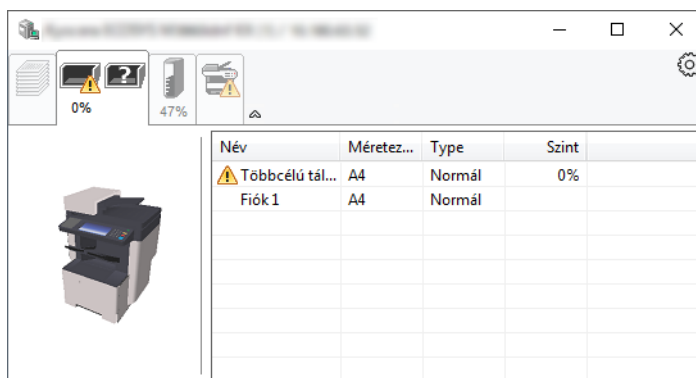 0%
47%
Név Méretez... Type Szint
Többcélú tál... A4 Normál 0%
Fiók 1 A4 Normál